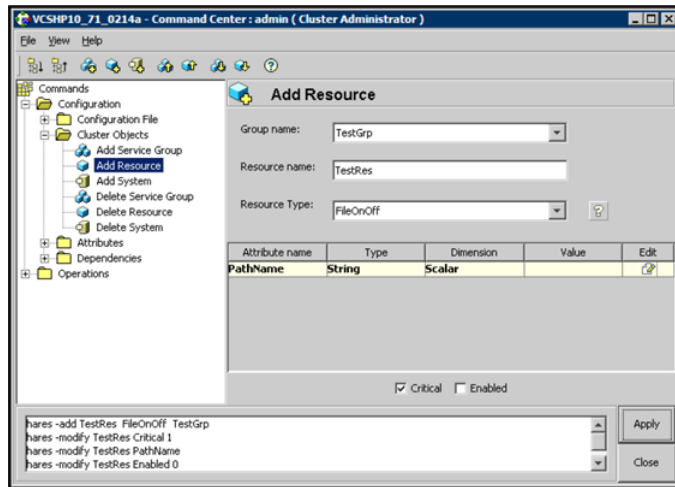 VCSHP10_71_0214a - Command Center : admin ( Cluster Administrator )
File View Help
Commands
Configuration
Configuration File
Cluster Objects
Add Service Group
Add Resource
Add System
Delete Service Group
Delete Resource
Delete System
Attributes
Dependencies
Operations
Add Resource
Group name: TestGrp
Resource name: TestRes
Resource Type: FileOnOff
Attribute name Type Dimension Value Edit
PathName String Scalar
Critical Enabled
hares -add TestRes FileOnOff TestGrp
hares -modify TestRes Critical 1
hares -modify TestRes PathName
hares -modify TestRes Enabled 0
Apply
Close